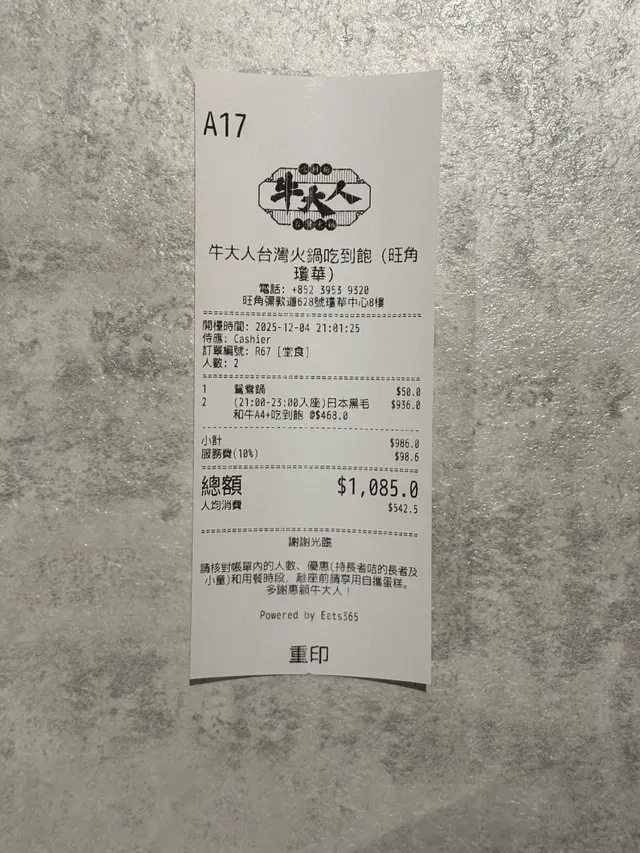 A17
吃到飽
牛大人
台灣火鍋
牛大人台灣火鍋吃到飽 (旺角
瓊華)
電話: +852 3953 9320
旺角彌敦道628號瓊華中心8樓
開檯時間: 2025-12-04 21:01:25
侍應: Cashier
訂單編號: R67 [堂食]
人數: 2
1 鴛鴦鍋 $50.0
2 (21:00-23:00入座)日本黑毛 $936.0
和牛A4+吃到飽 @$468.0
小計 $986.0
服務費(10%) $98.6
總額 $1,085.0
人均消費 $542.5
謝謝光臨
請核對帳單內的人數、優惠(持長者咭的長者及
小童)和用餐時段, 離座前請享用自攜蛋糕。
多謝惠顧牛大人!
Powered by Eats365
重印